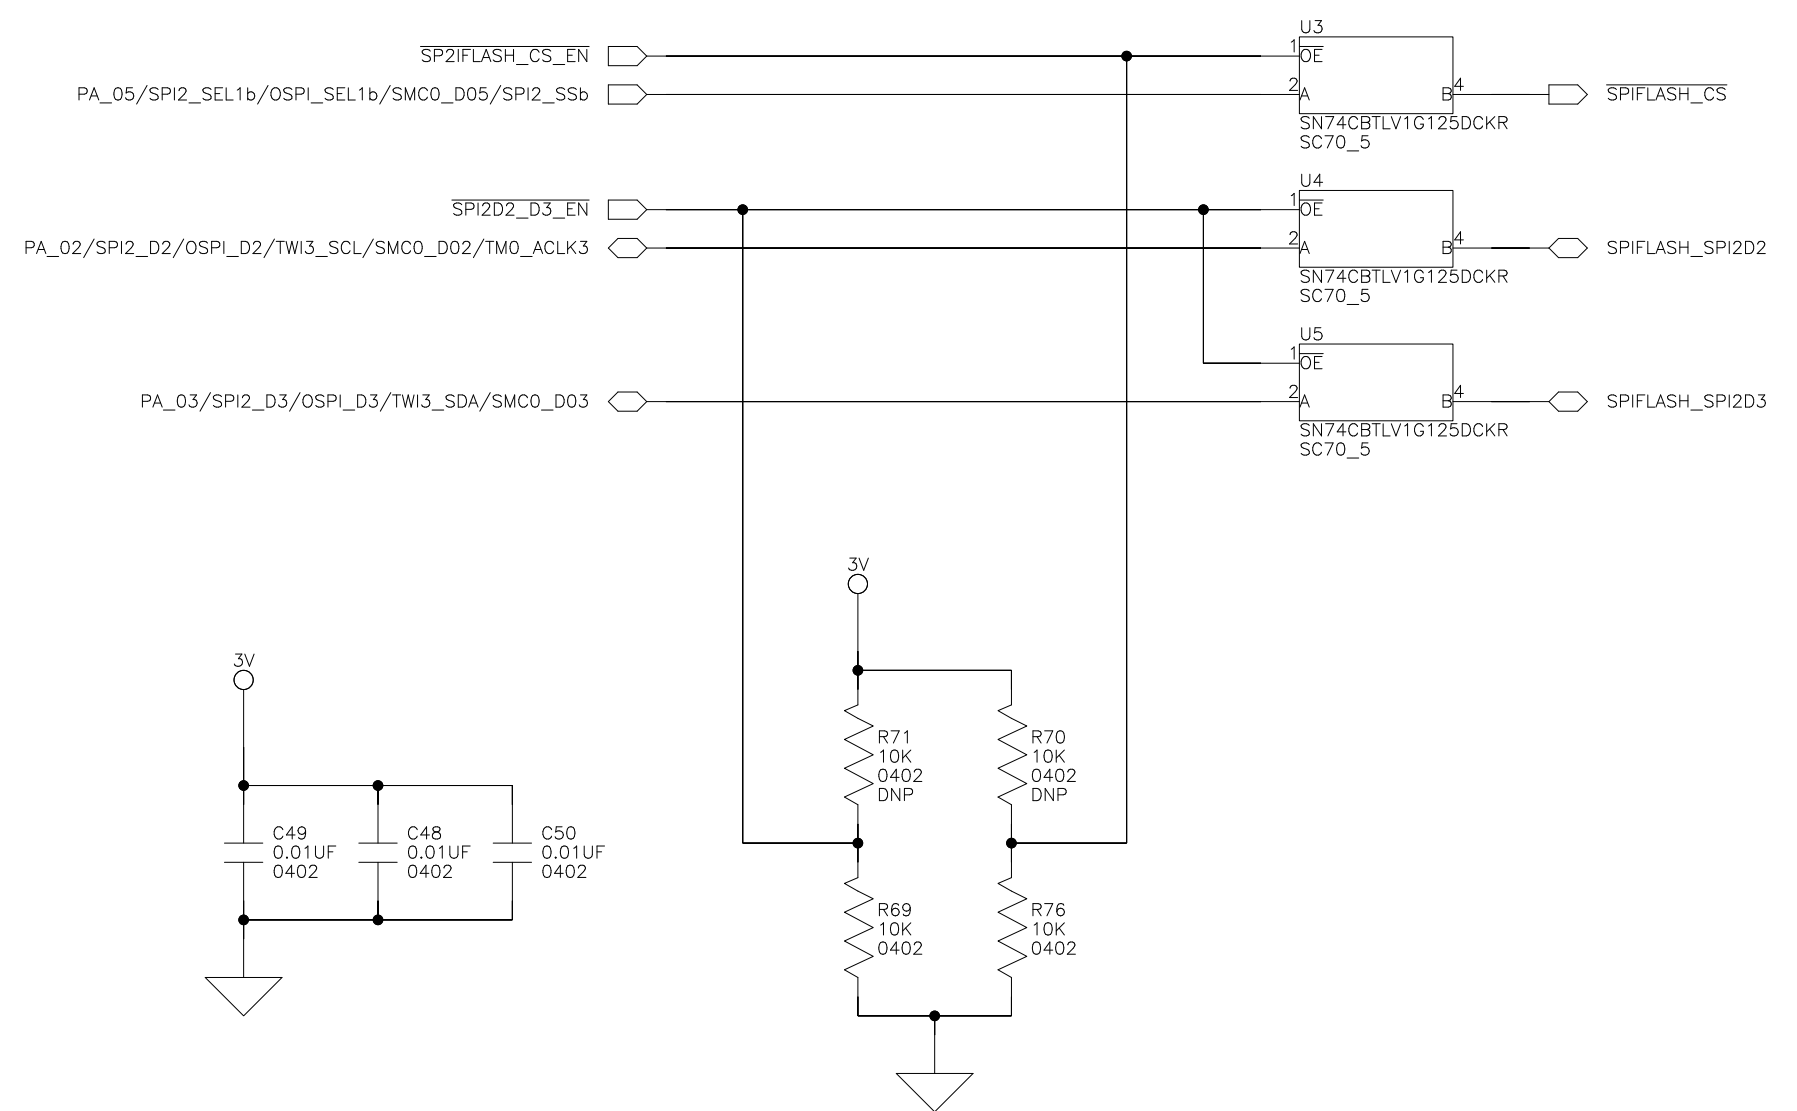 U3
SP2IFLASH_CS_EN
1
OE
PA_05/SPI2_SEL1b/OSPI_SEL1b/SMC0_D05/SPI2_SSb
2
A
B
4
SPIFLASH_CS
SN74CBTLV1G125DCKR
SC70_5
U4
SPI2D2_D3_EN
1
OE
PA_02/SPI2_D2/OSPI_D2/TWI3_SCL/SMC0_D02/TM0_ACLK3
2
A
B
4
SPIFLASH_SPI2D2
SN74CBTLV1G125DCKR
SC70_5
U5
1
OE
PA_03/SPI2_D3/OSPI_D3/TWI3_SDA/SMC0_D03
2
A
B
4
SPIFLASH_SPI2D3
SN74CBTLV1G125DCKR
SC70_5
3V
3V
R71
10K
0402
DNP
R70
10K
0402
DNP
C49
0.01UF
0402
C48
0.01UF
0402
C50
0.01UF
0402
R69
10K
0402
R76
10K
0402